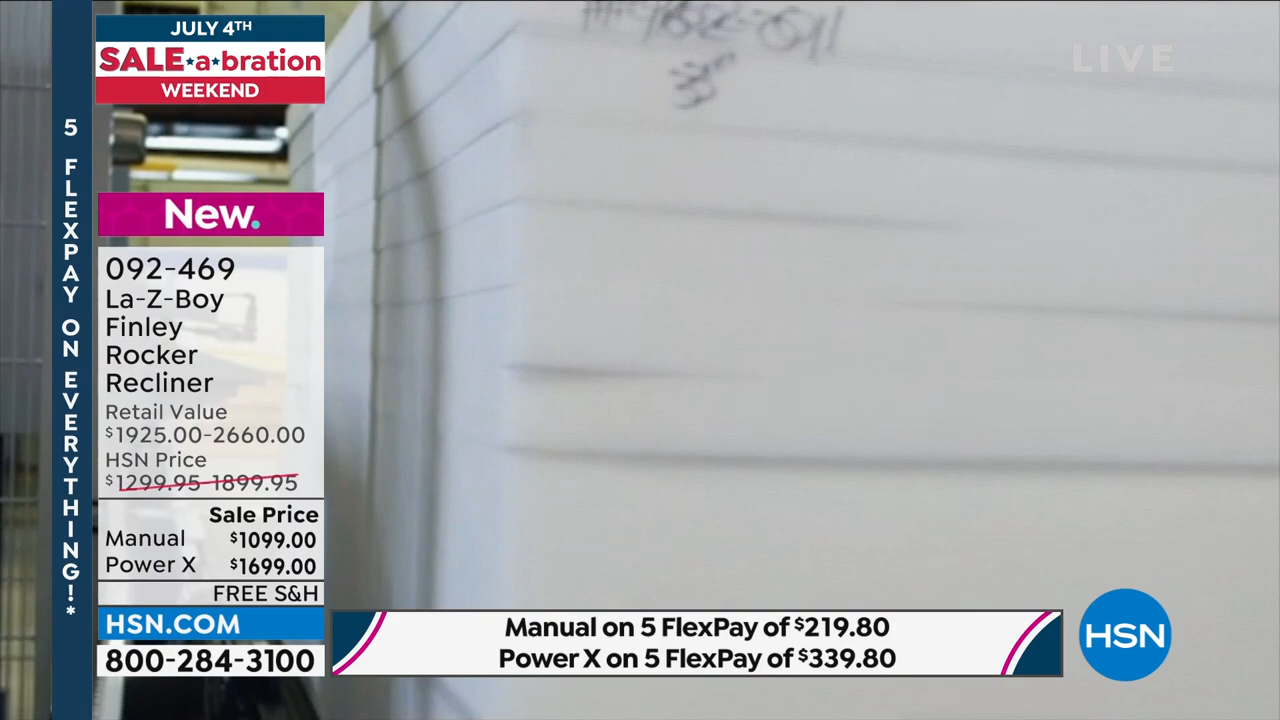 JULY 4TH
SALE★a★bration
WEEKEND
LIVE
5 FLEXPAY ON EVERYTHING!*
New.
092-469
La-Z-Boy
Finley
Rocker
Recliner
Retail Value
$1925.00-2660.00
HSN Price
$1299.95-1899.95
Sale Price
Manual $1099.00
Power X $1699.00
FREE S&H
HSN.COM
800-284-3100
Manual on 5 FlexPay of $219.80
Power X on 5 FlexPay of $339.80
HSN